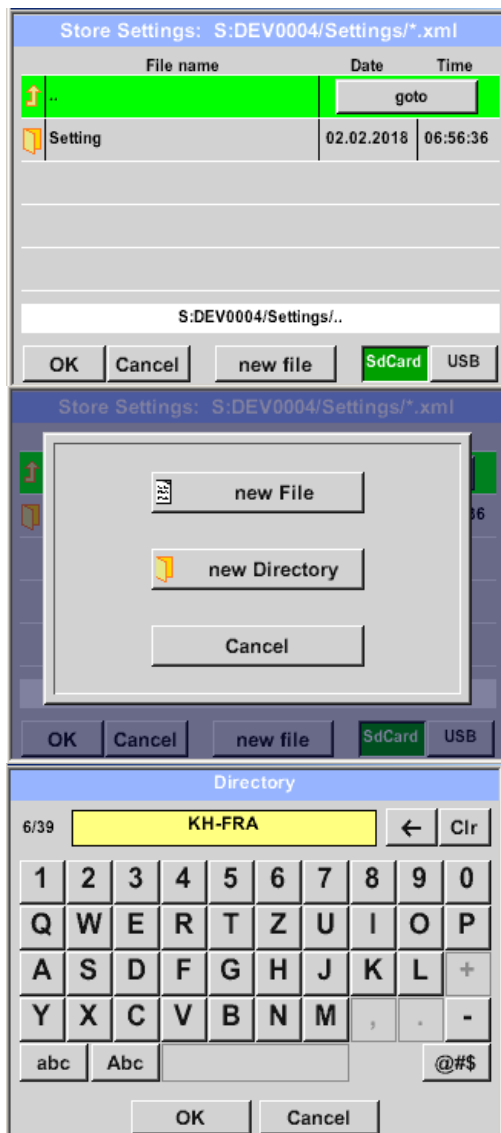 Store Settings: S:DEV0004/Settings/*.xml
File name Date Time
.. goto
Setting 02.02.2018 06:56:36
S:DEV0004/Settings/..
OK Cancel new file SdCard USB
Store Settings: S:DEV0004/Settings/*.xml
new File
36
new Directory
Cancel
OK Cancel new file SdCard USB
Directory
6/39 KH-FRA ← Clr
1 2 3 4 5 6 7 8 9 0
Q W E R T Z U I O P
A S D F G H J K L +
Y X C V B N M , . -
abc Abc @#$
OK Cancel